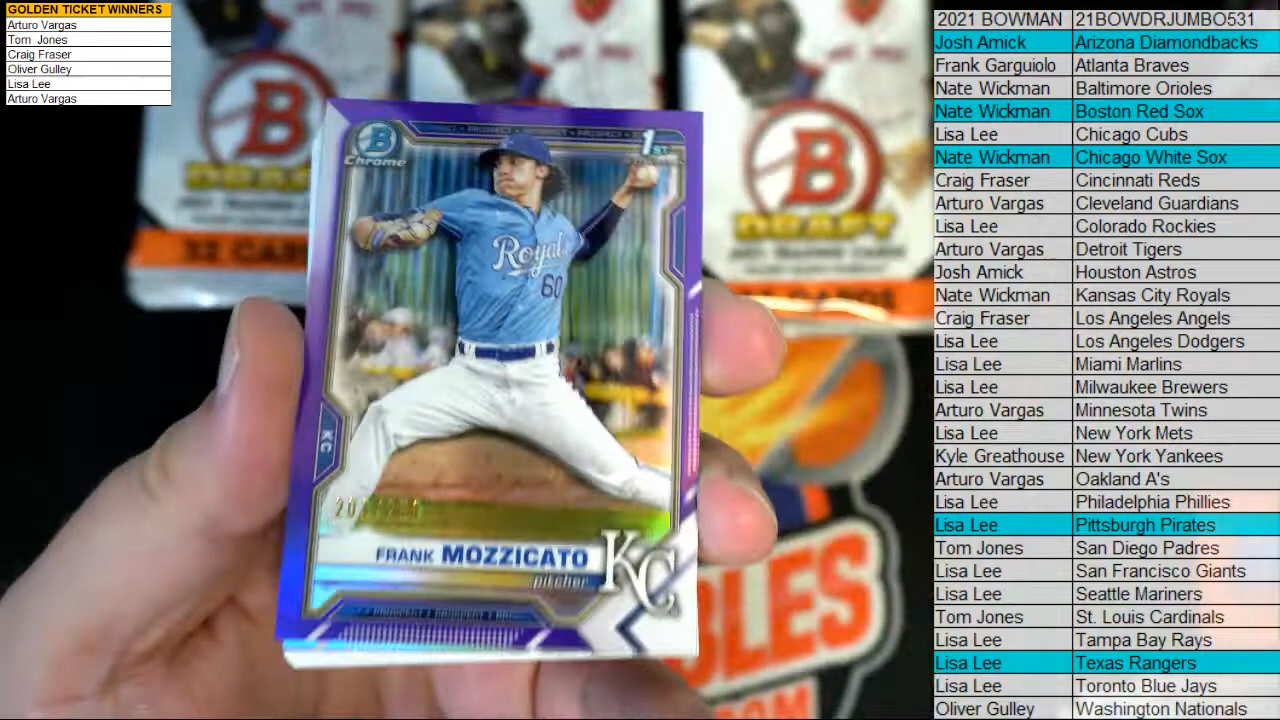 GOLDEN TICKET WINNERS
Arturo Vargas
Tom Jones
Craig Fraser
Oliver Gulley
Lisa Lee
Arturo Vargas
B
Chrome
1ST
Royals
60
KC
FRANK MOZZICATO
pitcher
KC
B
DRAFT
32 CARDS
B
DRAFT
BLES
.COM
2021 BOWMAN 21BOWDRJUMBO531
Josh Amick Arizona Diamondbacks
Frank Garguiolo Atlanta Braves
Nate Wickman Baltimore Orioles
Nate Wickman Boston Red Sox
Lisa Lee Chicago Cubs
Nate Wickman Chicago White Sox
Craig Fraser Cincinnati Reds
Arturo Vargas Cleveland Guardians
Lisa Lee Colorado Rockies
Arturo Vargas Detroit Tigers
Josh Amick Houston Astros
Nate Wickman Kansas City Royals
Craig Fraser Los Angeles Angels
Lisa Lee Los Angeles Dodgers
Lisa Lee Miami Marlins
Lisa Lee Milwaukee Brewers
Arturo Vargas Minnesota Twins
Lisa Lee New York Mets
Kyle Greathouse New York Yankees
Arturo Vargas Oakland A's
Lisa Lee Philadelphia Phillies
Lisa Lee Pittsburgh Pirates
Tom Jones San Diego Padres
Lisa Lee San Francisco Giants
Lisa Lee Seattle Mariners
Tom Jones St. Louis Cardinals
Lisa Lee Tampa Bay Rays
Lisa Lee Texas Rangers
Lisa Lee Toronto Blue Jays
Oliver Gulley Washington Nationals